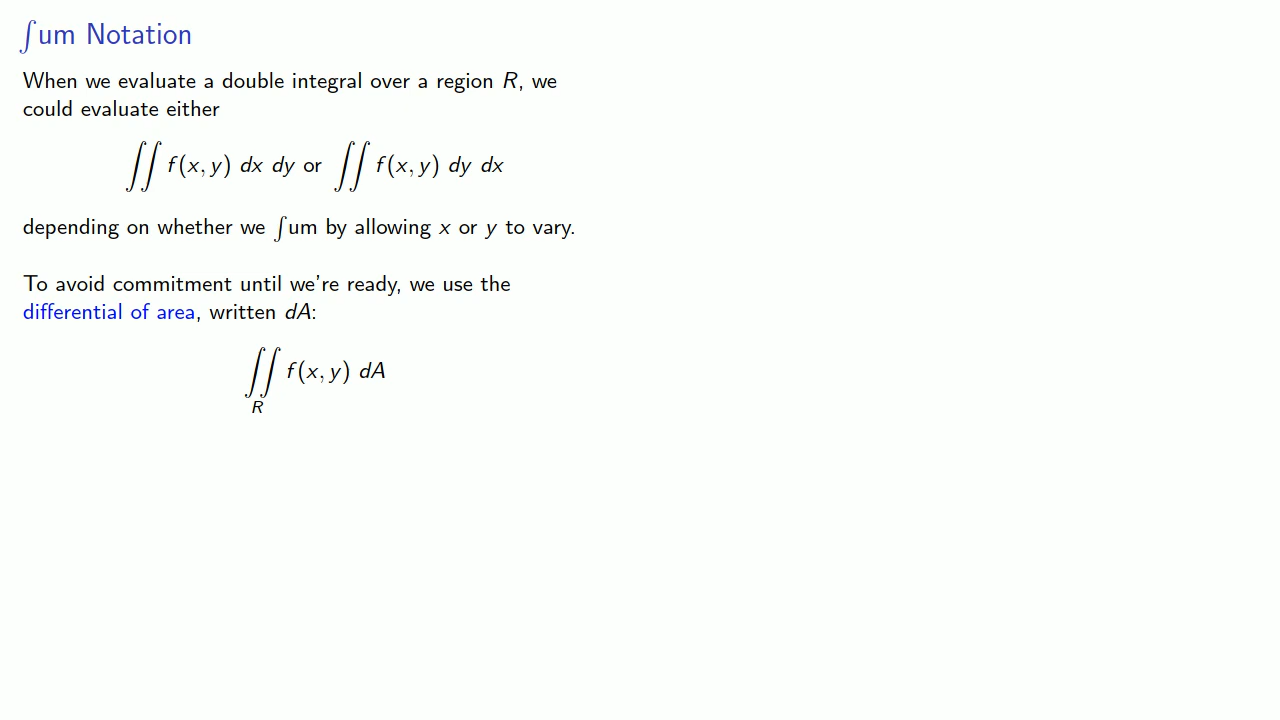 ∫um Notation
When we evaluate a double integral over a region R, we
could evaluate either
∬ f(x, y) dx dy or ∬ f(x, y) dy dx
depending on whether we ∫um by allowing x or y to vary.
To avoid commitment until we're ready, we use the
differential of area, written dA:
∬ f(x, y) dA
R